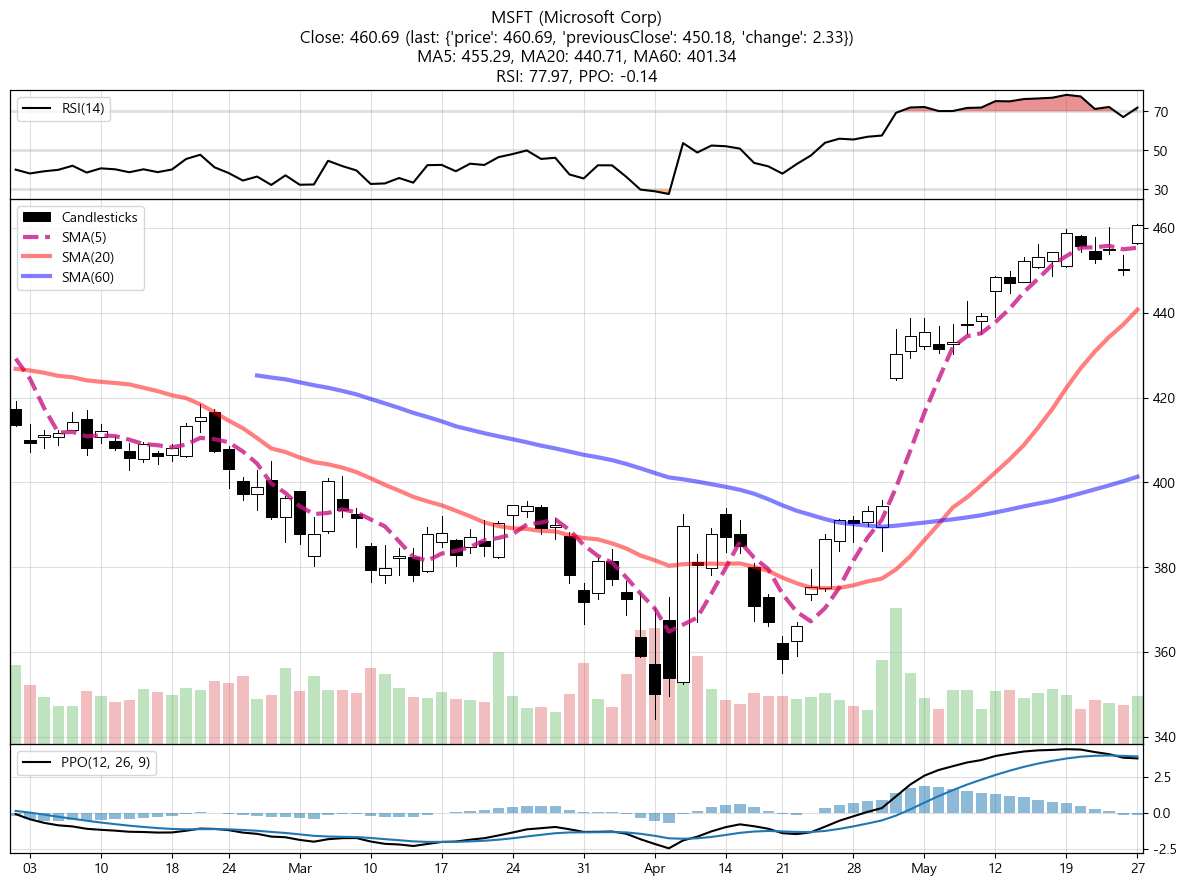 MSFT (Microsoft Corp)
Close: 460.69 (last: {'price': 460.69, 'previousClose': 450.18, 'change': 2.33})
MA5: 455.29, MA20: 440.71, MA60: 401.34
RSI: 77.97, PPO: -0.14
RSI(14)
70
50
30
Candlesticks
SMA(5)
SMA(20)
SMA(60)
460
440
420
400
380
360
340
PPO(12, 26, 9)
2.5
0.0
-2.5
03 10 18 24 Mar 10 17 24 31 Apr 14 21 28 May 12 19 27